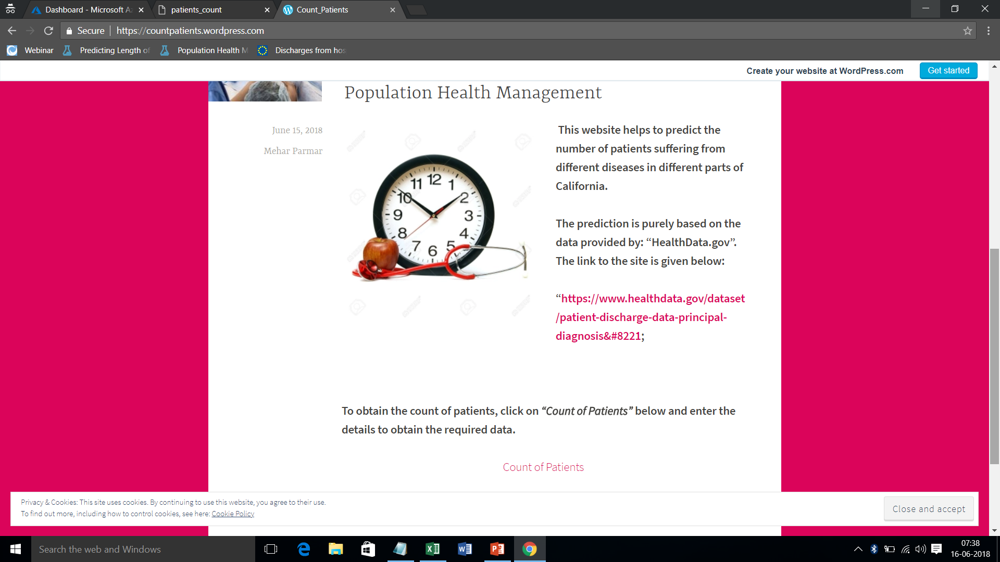 Dashboard - Microsoft Az
patients_count
Count_Patients
Secure
https://countpatients.wordpress.com
Webinar
Predicting Length of
Population Health M
Discharges from hos
Create your website at WordPress.com
Get started
Population Health Management
June 15, 2018
Mehar Parmar
12
1
2
3
4
5
6
7
8
9
10
11
This website helps to predict the
number of patients suffering from
different diseases in different parts of
California.
The prediction is purely based on the
data provided by: “HealthData.gov”.
The link to the site is given below:
“https://www.healthdata.gov/dataset
/patient-discharge-data-principal-
diagnosis&#8221;
To obtain the count of patients, click on “Count of Patients” below and enter the
details to obtain the required data.
Count of Patients
Privacy & Cookies: This site uses cookies. By continuing to use this website, you agree to their use.
To find out more, including how to control cookies, see here: Cookie Policy
Close and accept
Search the web and Windows
07:38
16-06-2018